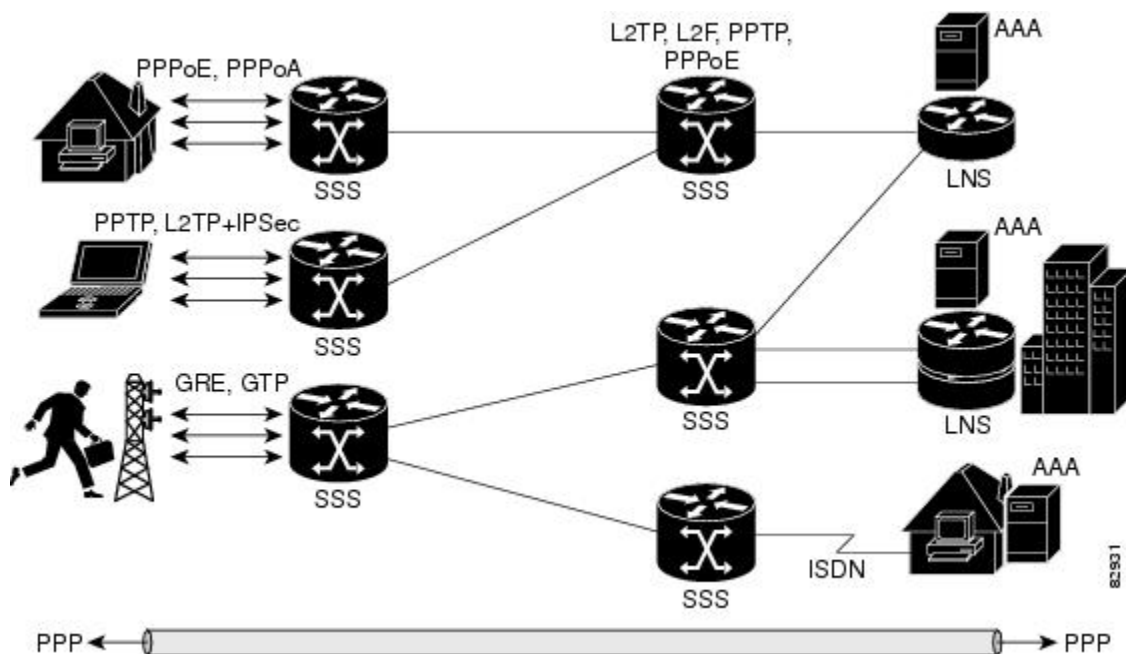 L2TP, L2F, PPTP,
PPPoE
AAA
PPPoE, PPPoA
SSS
SSS
LNS
PPTP, L2TP+IPSec
AAA
SSS
GRE, GTP
SSS
LNS
SSS
AAA
ISDN
SSS
82931
PPP
PPP